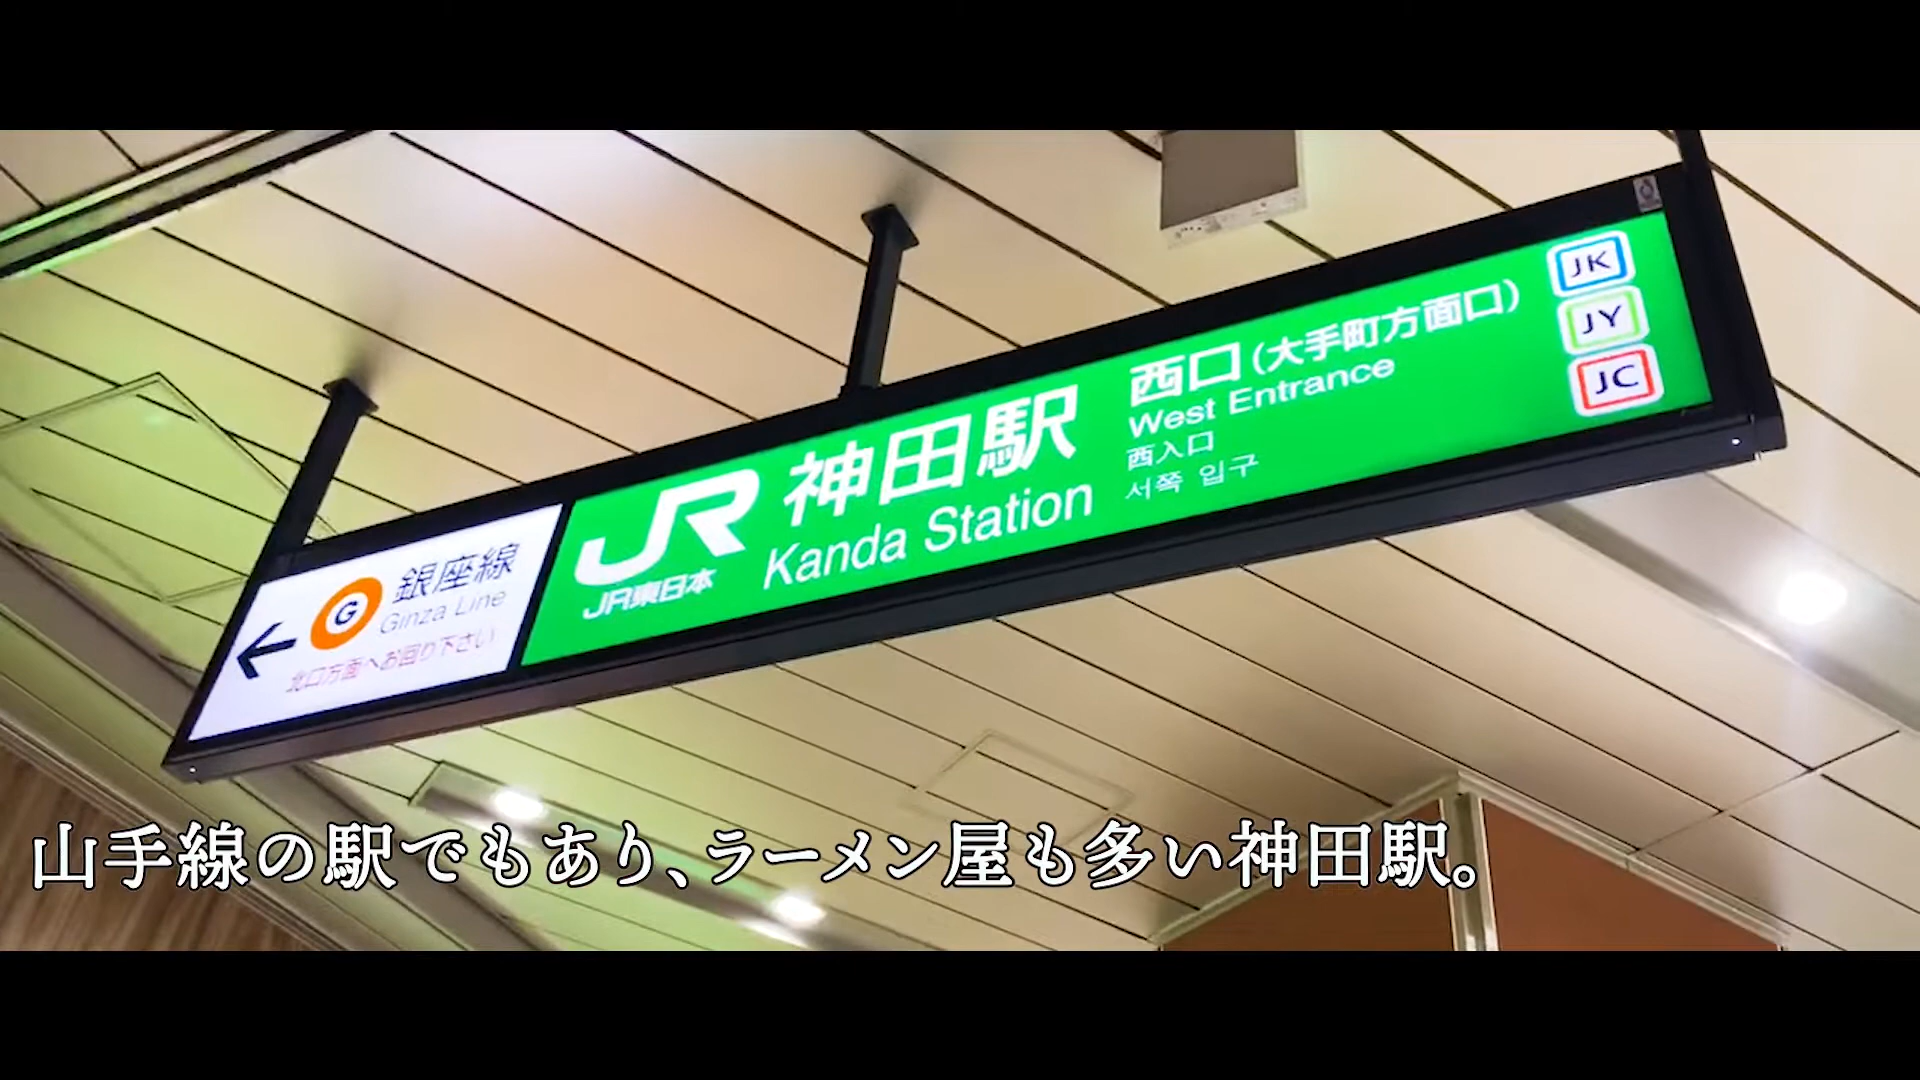 銀座線
G
Ginza Line
北口方面へお回り下さい
JR
JR東日本
神田駅
Kanda Station
西口(大手町方面口)
West Entrance
西入口
서쪽 입구
JK
JY
JC
山手線の駅でもあり、ラーメン屋も多い神田駅。